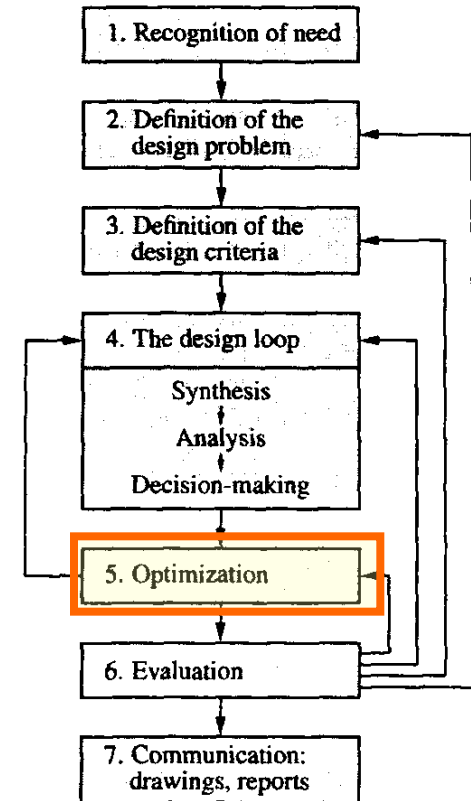 1. Recognition of need
2. Definition of the
design problem
3. Definition of the
design criteria
4. The design loop
Synthesis
Analysis
Decision-making
5. Optimization
6. Evaluation
7. Communication:
drawings, reports